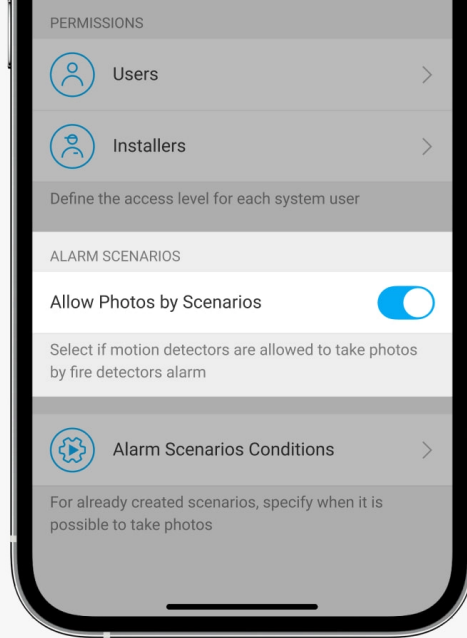 PERMISSIONS
Users
Installers
Define the access level for each system user
ALARM SCENARIOS
Allow Photos by Scenarios
Select if motion detectors are allowed to take photos
by fire detectors alarm
Alarm Scenarios Conditions
For already created scenarios, specify when it is
possible to take photos